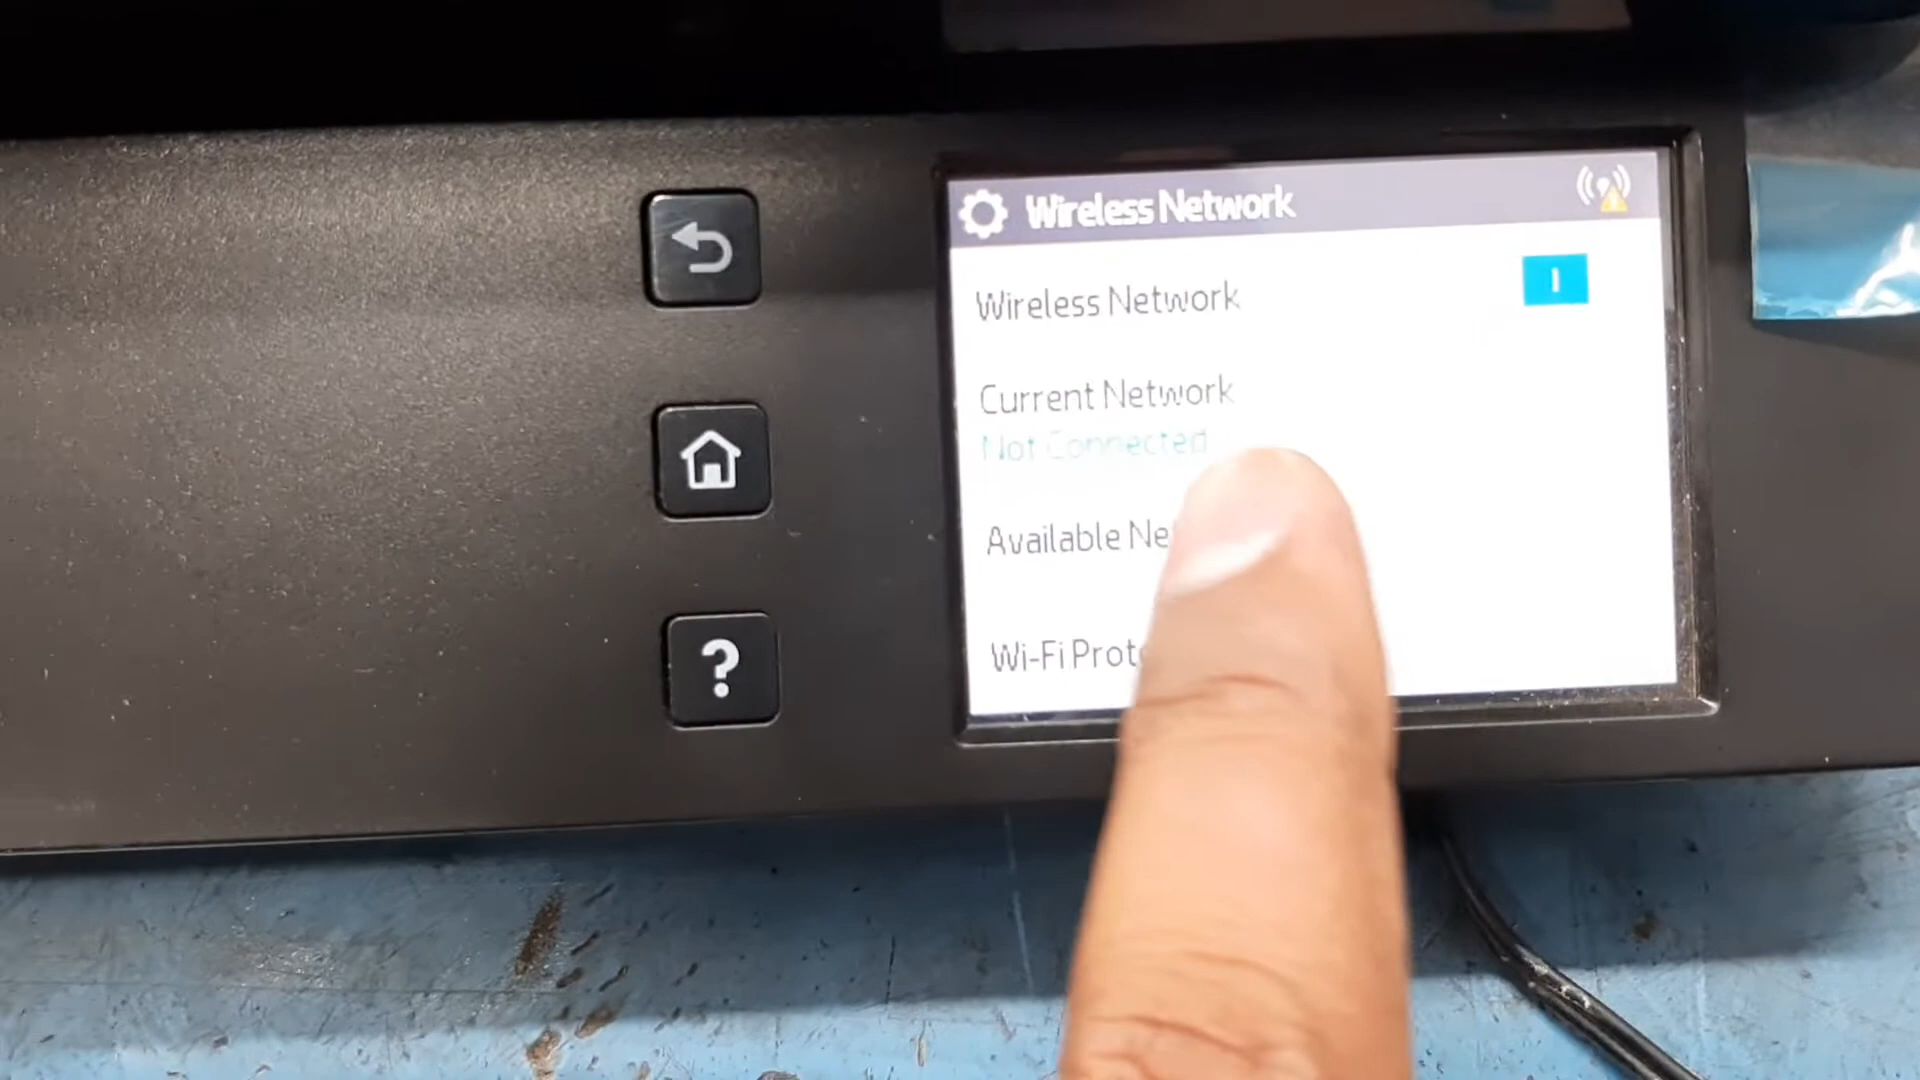 Wireless Network
Wireless Network
I
Current Network
Not Connected
Available Ne
Wi-Fi Prot
?